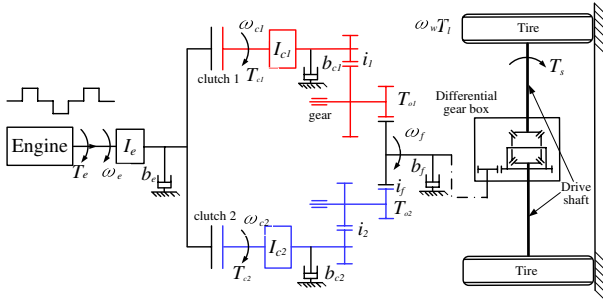 ω_c1
I_c1
T_c1
clutch 1
b_c1
i_1
gear
T_o1
ω_w T_l
Tire
T_s
Differential
gear box
Engine
T_e
ω_e
I_e
b_e
ω_f
b_f
i_f
T_o2
Drive
shaft
clutch 2
ω_c2
I_c2
T_c2
b_c2
i_2
Tire